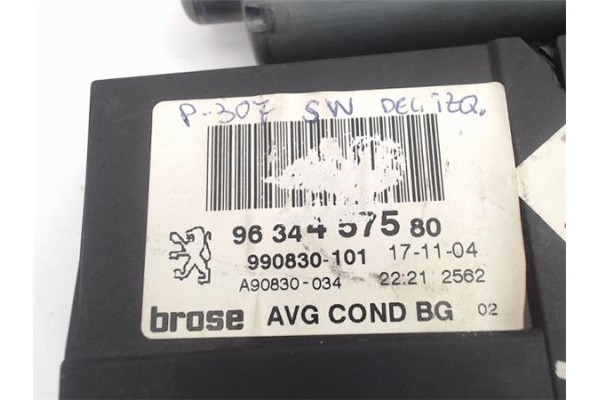 P-307 SW DEL IZQ.
96 344 575 80
990830-101 17-11-04
A90830-034 22:21 2562
brose AVG COND BG 02